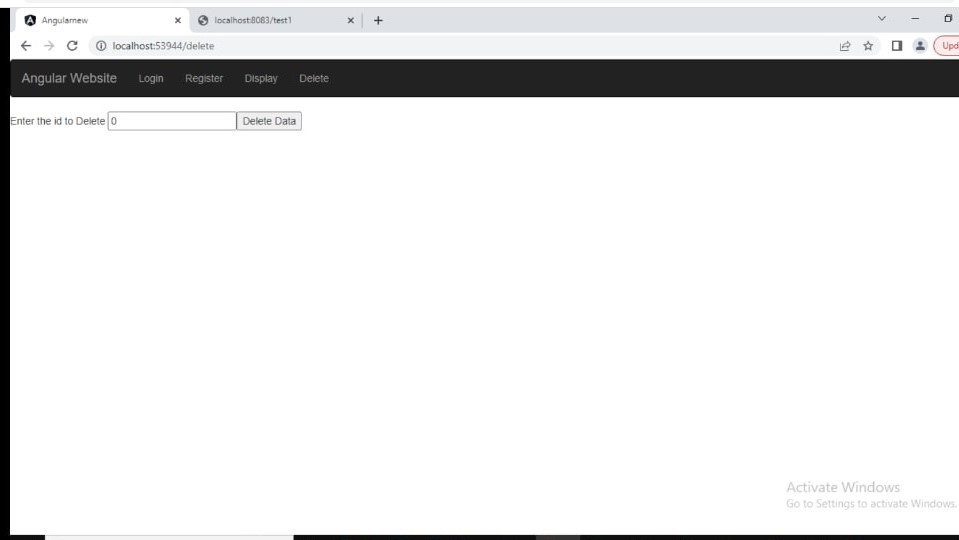 Angularnew
localhost:8083/test1
localhost:53944/delete
Upd
Angular Website Login Register Display Delete
Enter the id to Delete 0 Delete Data
Activate Windows
Go to Settings to activate Windows.